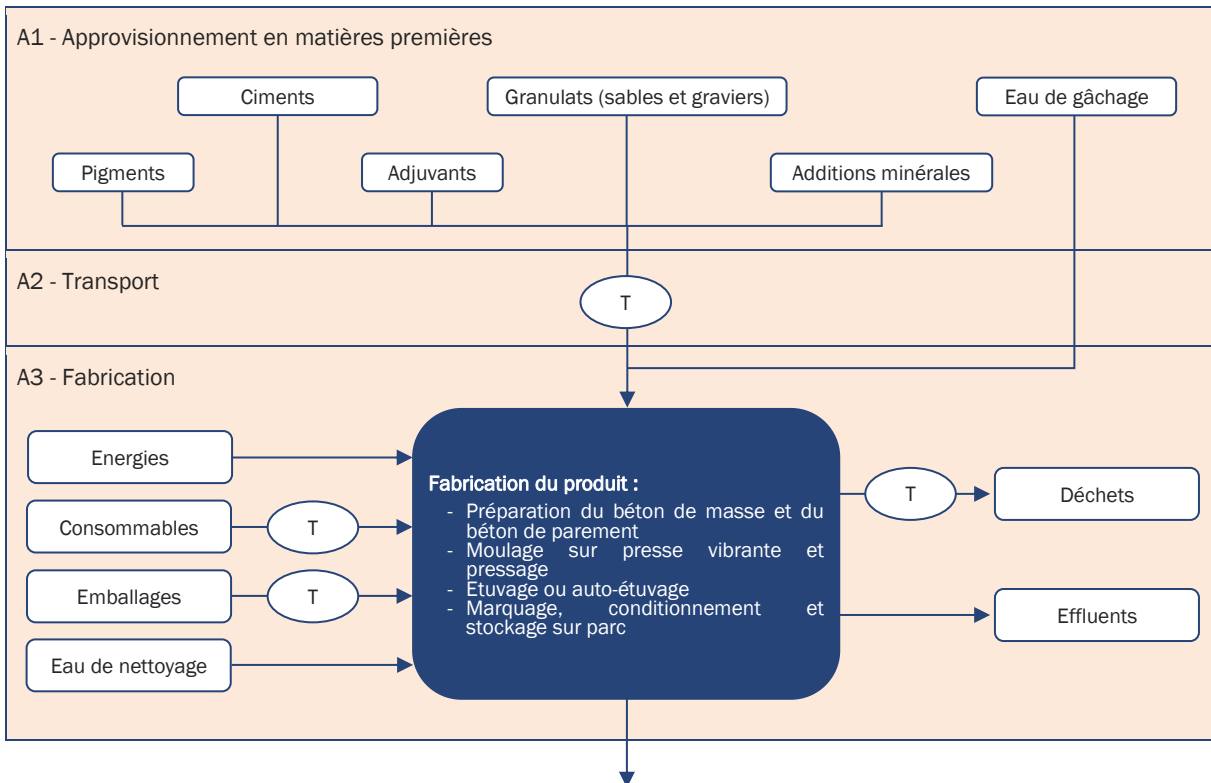 A1 - Approvisionnement en matières premières
Ciments
Granulats (sables et graviers)
Eau de gâchage
Pigments
Adjuvants
Additions minérales
A2 - Transport
T
A3 - Fabrication
Energies
Consommables
T
Emballages
T
Eau de nettoyage
Fabrication du produit :
- Préparation du béton de masse et du
béton de parement
- Moulage sur presse vibrante et
pressage
- Etuvage ou auto-étuvage
- Marquage, conditionnement et
stockage sur parc
T
Déchets
Effluents